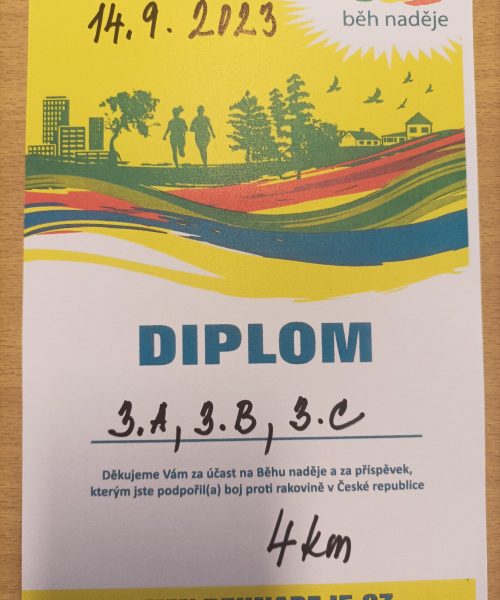 14.9.2023
běh naděje
DIPLOM
3.A, 3.B, 3.C
Děkujeme Vám za účast na Běhu naděje a za příspěvek,
kterým jste podpořil(a) boj proti rakovině v České republice
4 km